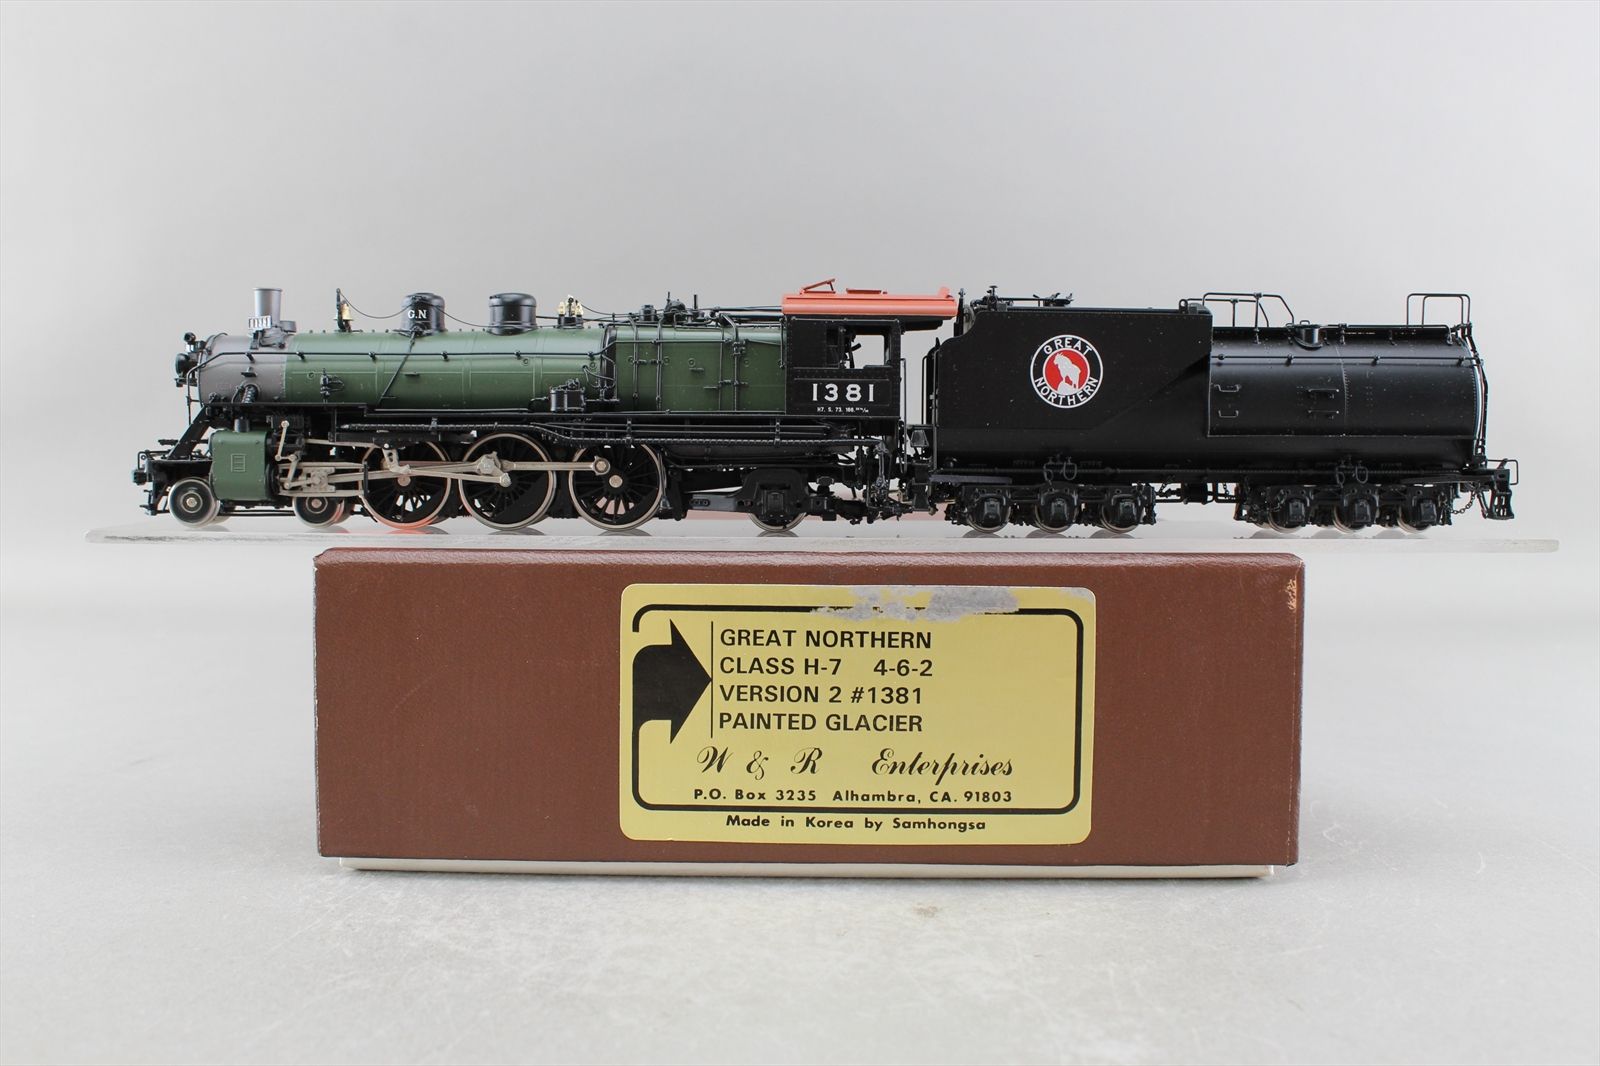 G.N
1381
GREAT
NORTHERN
GREAT NORTHERN
CLASS H-7 4-6-2
VERSION 2 #1381
PAINTED GLACIER
W & R Enterprises
P.O. Box 3235 Alhambra, CA. 91803
Made in Korea by Samhongsa